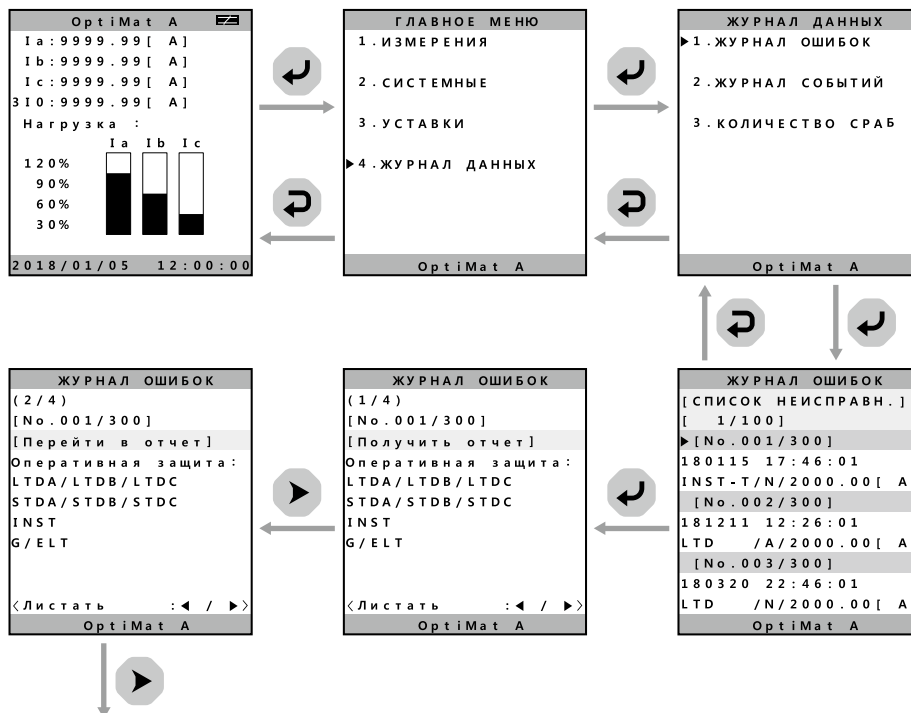 OptiMat A
Ia:9999.99[ A]
Ib:9999.99[ A]
Ic:9999.99[ A]
3I0:9999.99[ A]
Нагрузка :
Ia Ib Ic
120%
90%
60%
30%
2018/01/05 12:00:00
ГЛАВНОЕ МЕНЮ
1.ИЗМЕРЕНИЯ
2.СИСТЕМНЫЕ
3.УСТАВКИ
▶4.ЖУРНАЛ ДАННЫХ
OptiMat A
ЖУРНАЛ ДАННЫХ
▶1.ЖУРНАЛ ОШИБОК
2.ЖУРНАЛ СОБЫТИЙ
3.КОЛИЧЕСТВО СРАБ
OptiMat A
ЖУРНАЛ ОШИБОК
(2/4)
[No.001/300]
[Перейти в отчет]
Оперативная защита:
LTDA/LTDB/LTDC
STDA/STDB/STDC
INST
G/ELT
〈Листать :◀ / ▶〉
OptiMat A
ЖУРНАЛ ОШИБОК
(1/4)
[No.001/300]
[Получить отчет]
Оперативная защита:
LTDA/LTDB/LTDC
STDA/STDB/STDC
INST
G/ELT
〈Листать :◀ / ▶〉
OptiMat A
ЖУРНАЛ ОШИБОК
[СПИСОК НЕИСПРАВН.]
[ 1/100]
▶[No.001/300]
180115 17:46:01
INST-T/N/2000.00[ A
[No.002/300]
181211 12:26:01
LTD /A/2000.00[ A
[No.003/300]
180320 22:46:01
LTD /N/2000.00[ A
OptiMat A